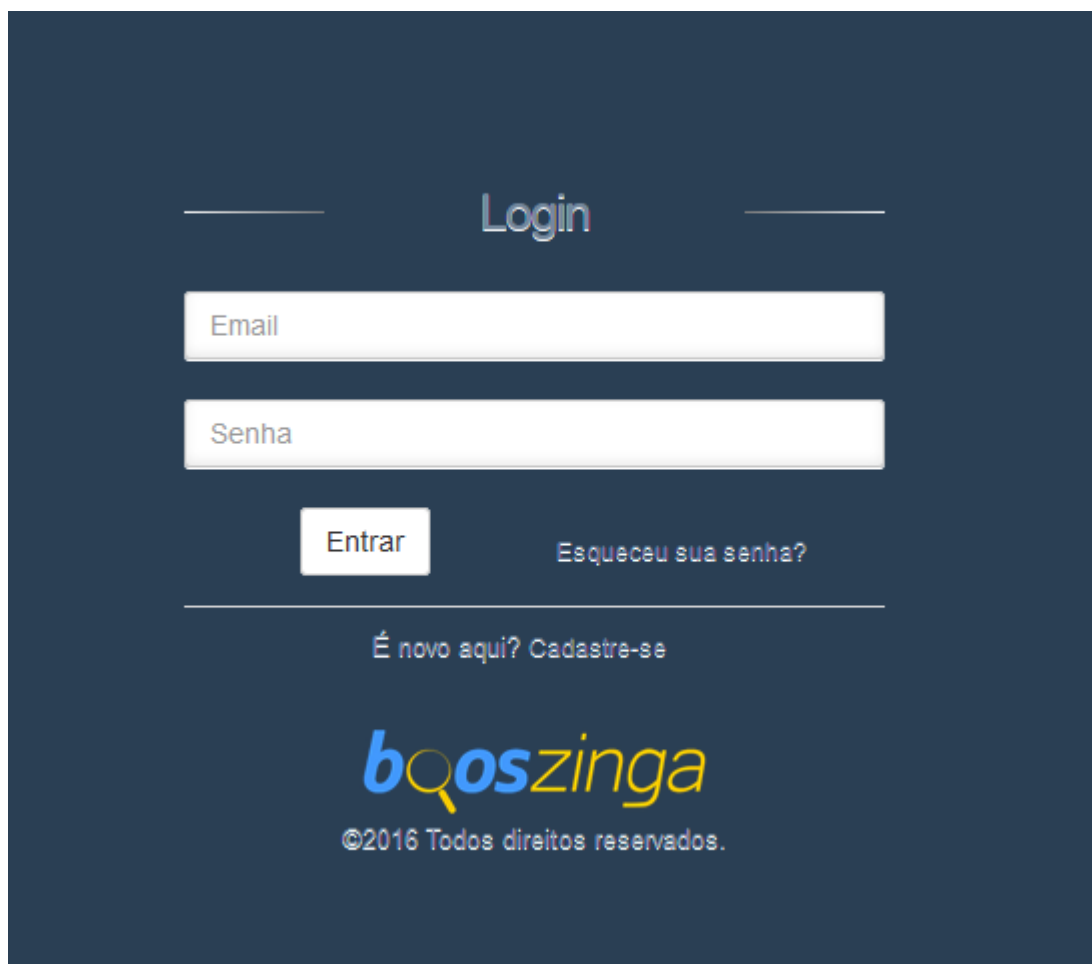 Login
Email
Senha
Entrar Esqueceu sua senha?
É novo aqui? Cadastre-se
booszinga
©2016 Todos direitos reservados.